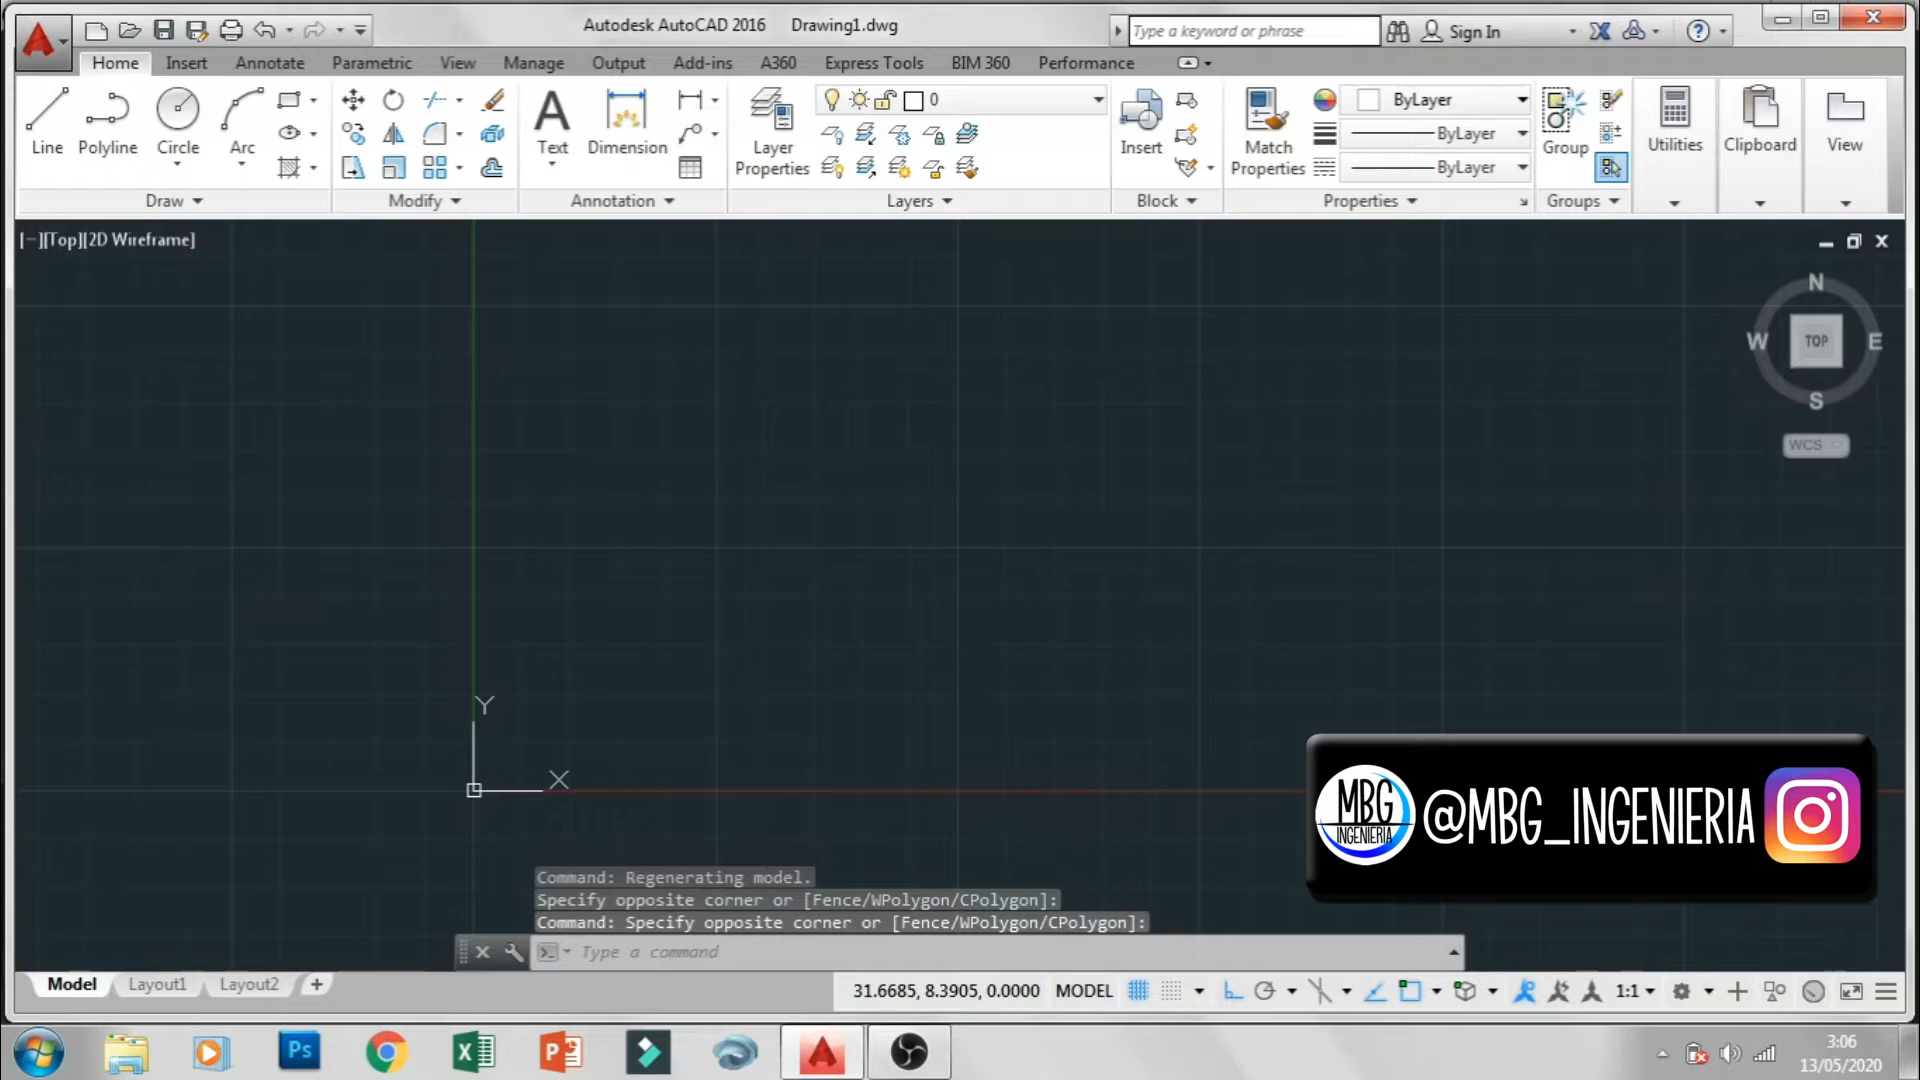 Autodesk AutoCAD 2016 Drawing1.dwg
Type a keyword or phrase
Sign In
Home Insert Annotate Parametric View Manage Output Add-ins A360 Express Tools BIM 360 Performance
0
ByLayer
ByLayer
ByLayer
Line Polyline Circle Arc
Text Dimension
Layer Properties
Insert
Match Properties
Group
Utilities Clipboard View
Draw Modify Annotation Layers Block Properties Groups
[−][Top][2D Wireframe]
N
W TOP E
S
WCS
Y
X
MBG INGENIERIA
@MBG_INGENIERIA
Command: Regenerating model.
Specify opposite corner or [Fence/WPolygon/CPolygon]:
Command: Specify opposite corner or [Fence/WPolygon/CPolygon]:
Type a command
Model Layout1 Layout2 +
31.6685, 8.3905, 0.0000 MODEL 1:1
Ps
3:06
13/05/2020